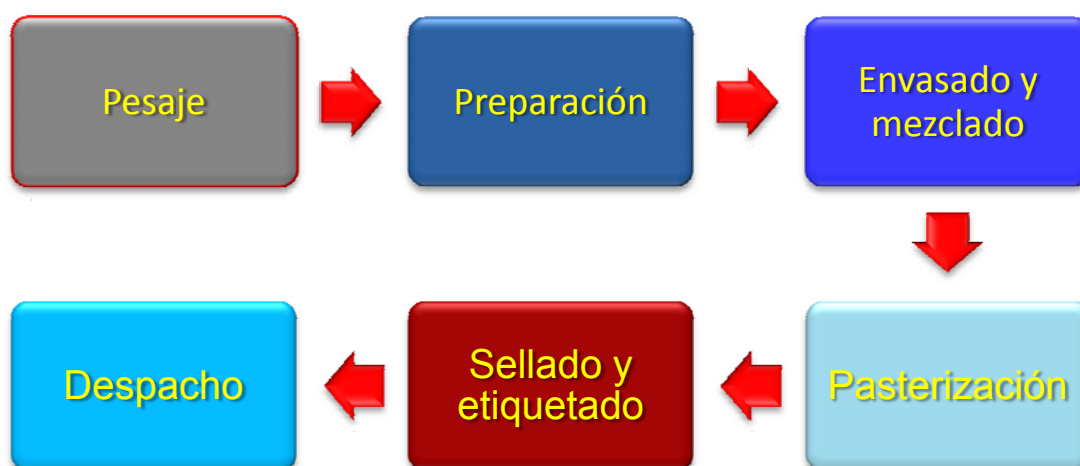 Pesaje
Preparación
Envasado y
mezclado
Pasterización
Sellado y
etiquetado
Despacho